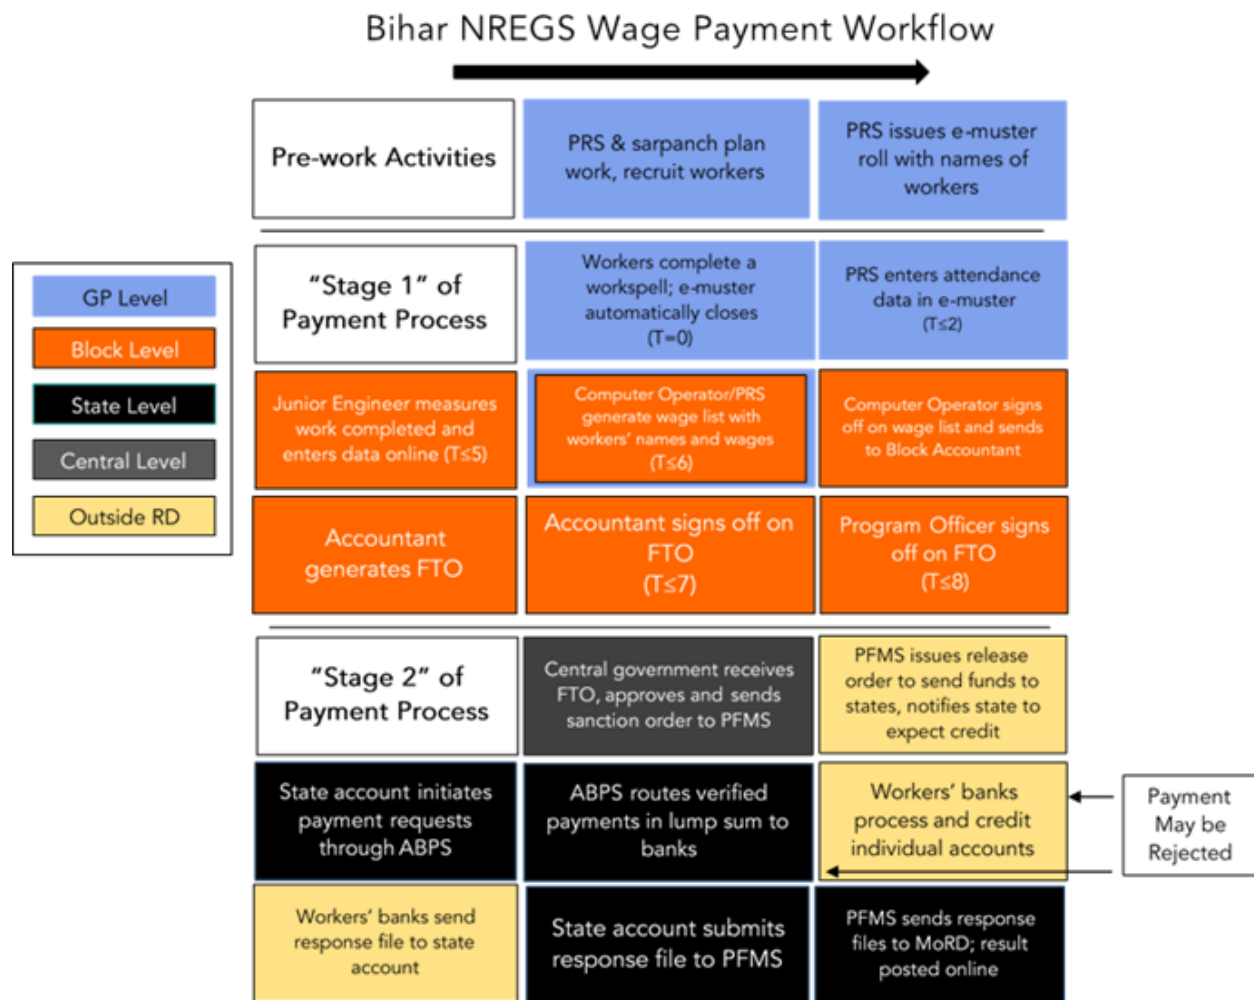 Bihar NREGS Wage Payment Workflow
Pre-work Activities
PRS & sarpanch plan
work, recruit workers
PRS issues e-muster
roll with names of
workers
GP Level
Block Level
State Level
Central Level
Outside RD
"Stage 1" of
Payment Process
Workers complete a
workspell; e-muster
automatically closes
(T=0)
PRS enters attendance
data in e-muster
(T≤2)
Junior Engineer measures
work completed and
enters data online (T≤5)
Computer Operator/PRS
generate wage list with
workers' names and wages
(T≤6)
Computer Operator signs
off on wage list and sends
to Block Accountant
Accountant
generates FTO
Accountant signs off on
FTO
(T≤7)
Program Officer signs
off on FTO
(T≤8)
"Stage 2" of
Payment Process
Central government receives
FTO, approves and sends
sanction order to PFMS
PFMS issues release
order to send funds to
states, notifies state to
expect credit
State account initiates
payment requests
through ABPS
ABPS routes verified
payments in lump sum to
banks
Workers' banks
process and credit
individual accounts
Payment
May be
Rejected
Workers' banks send
response file to state
account
State account submits
response file to PFMS
PFMS sends response
files to MoRD; result
posted online